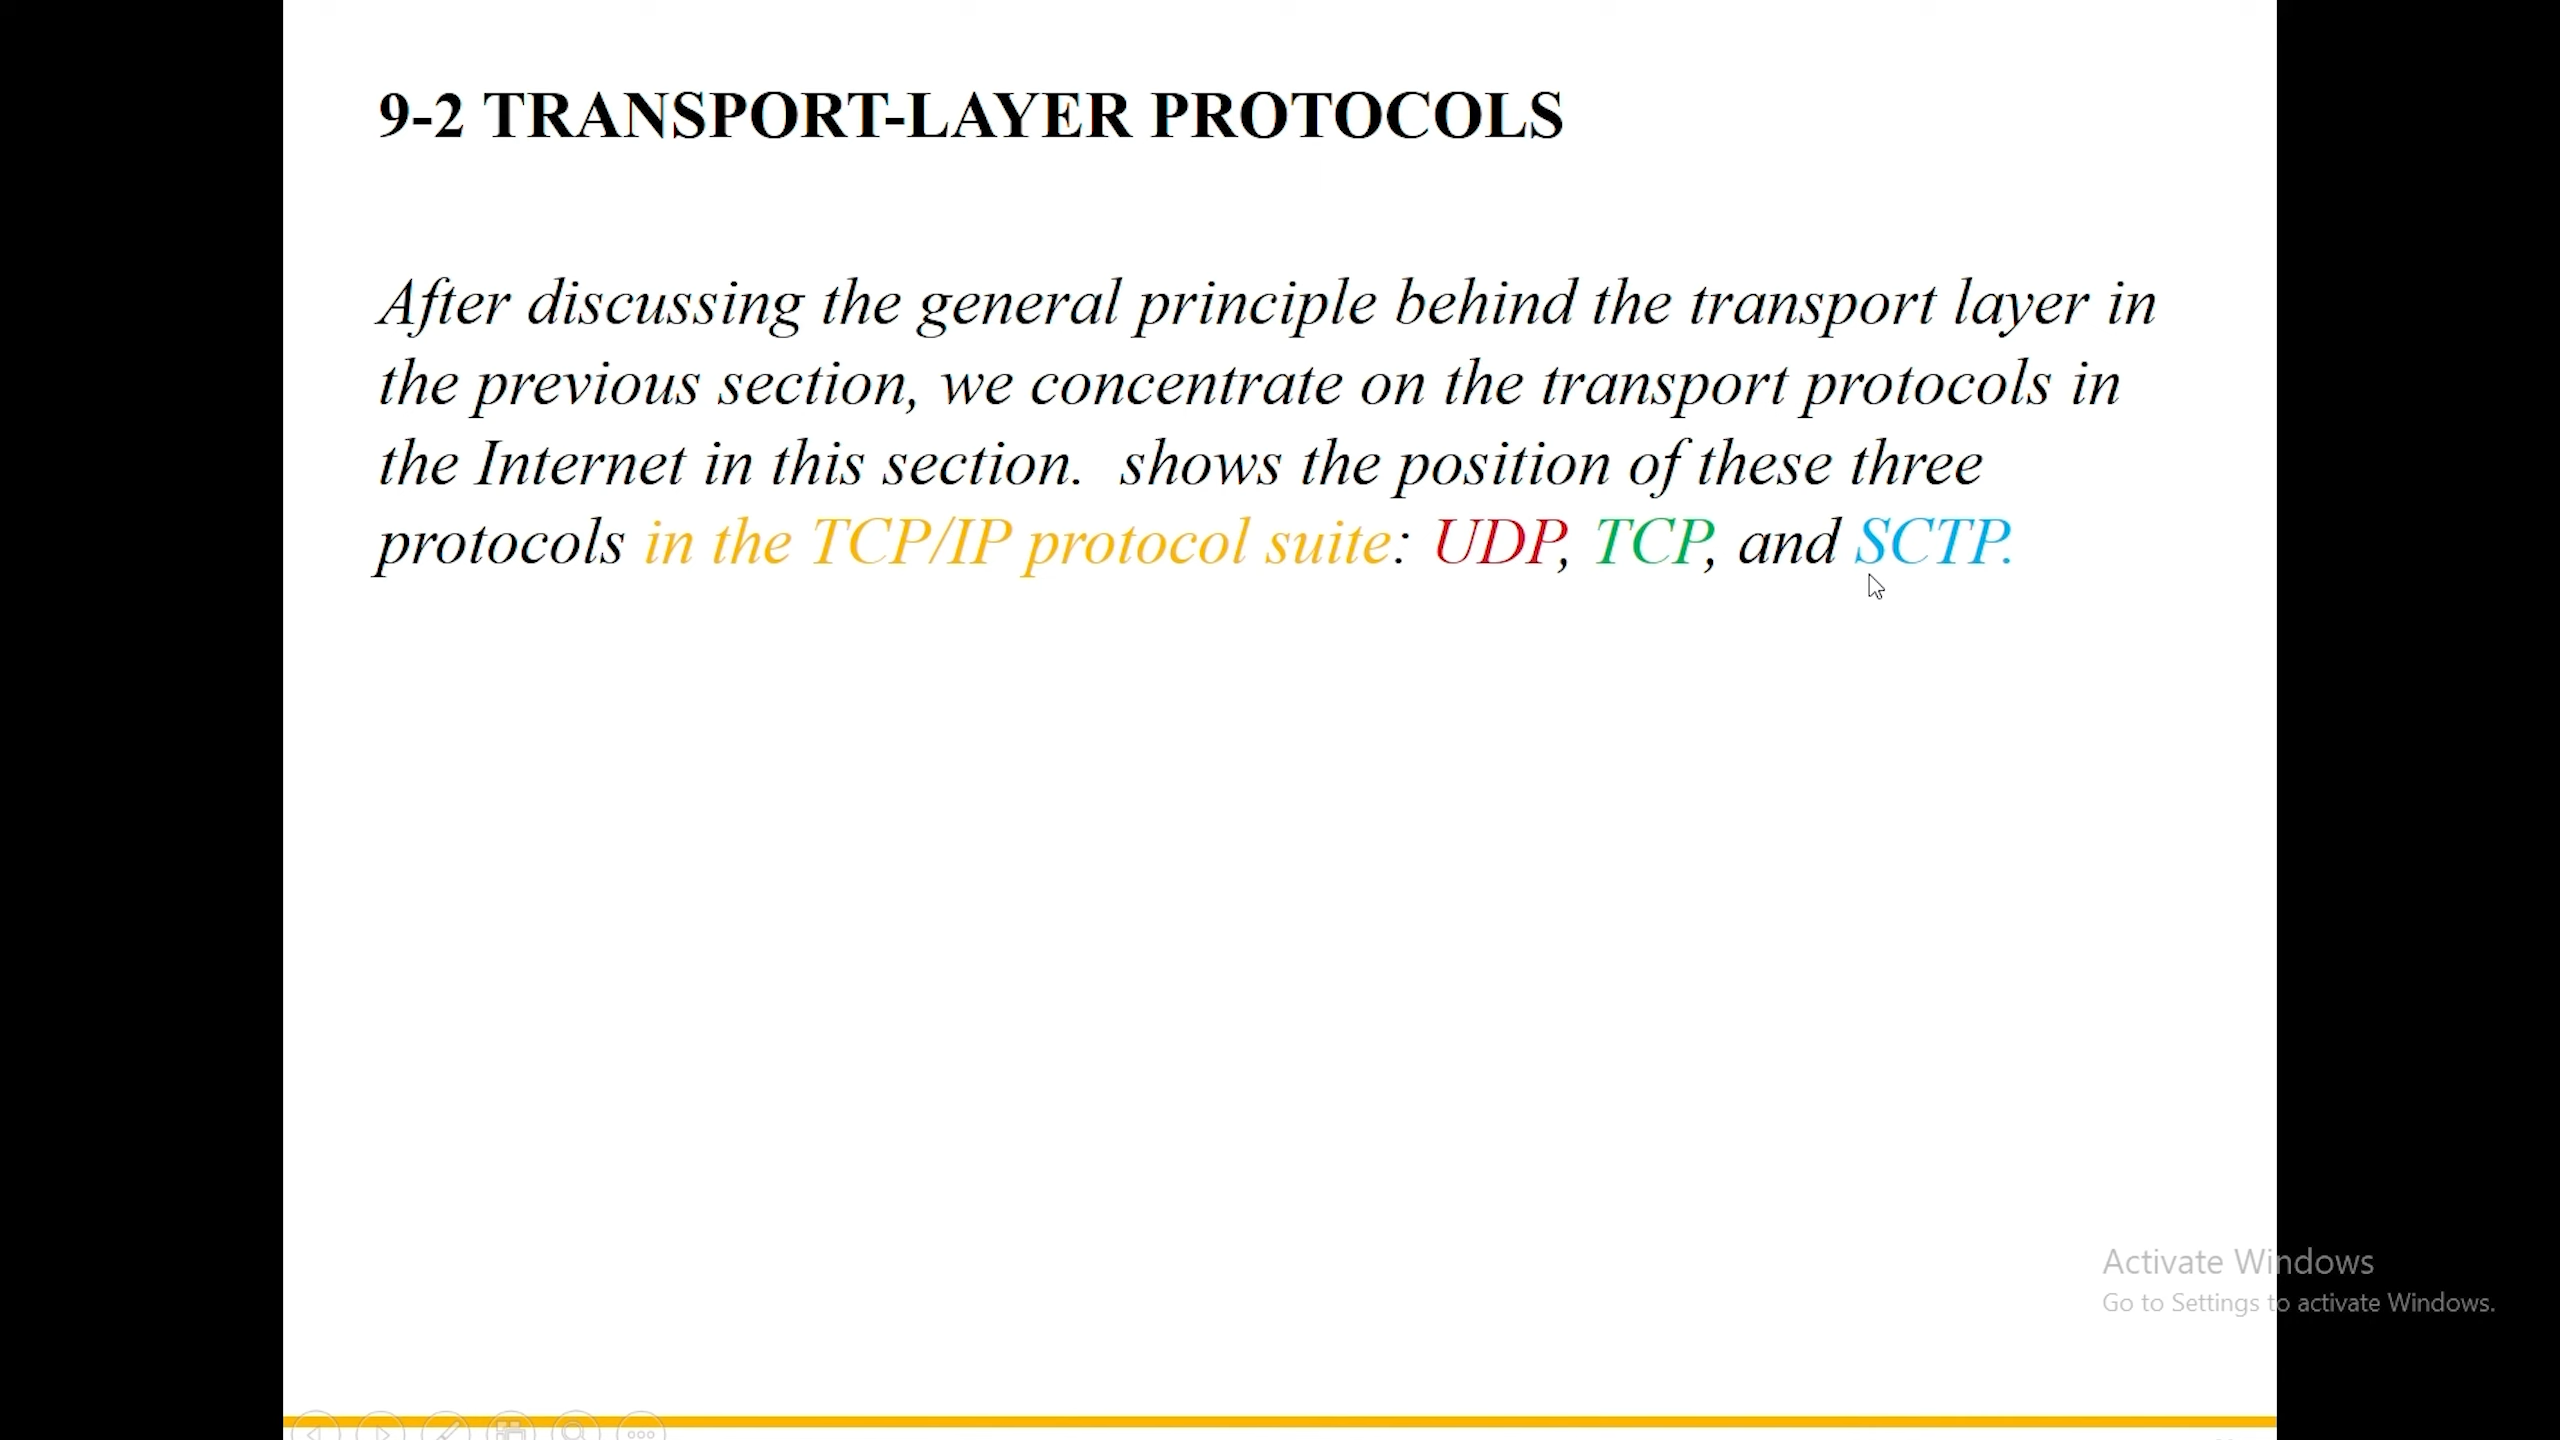 9-2 TRANSPORT-LAYER PROTOCOLS
After discussing the general principle behind the transport layer in
the previous section, we concentrate on the transport protocols in
the Internet in this section.  shows the position of these three
protocols in the TCP/IP protocol suite: UDP, TCP, and SCTP.
Activate Windows
Go to Settings to activate Windows.